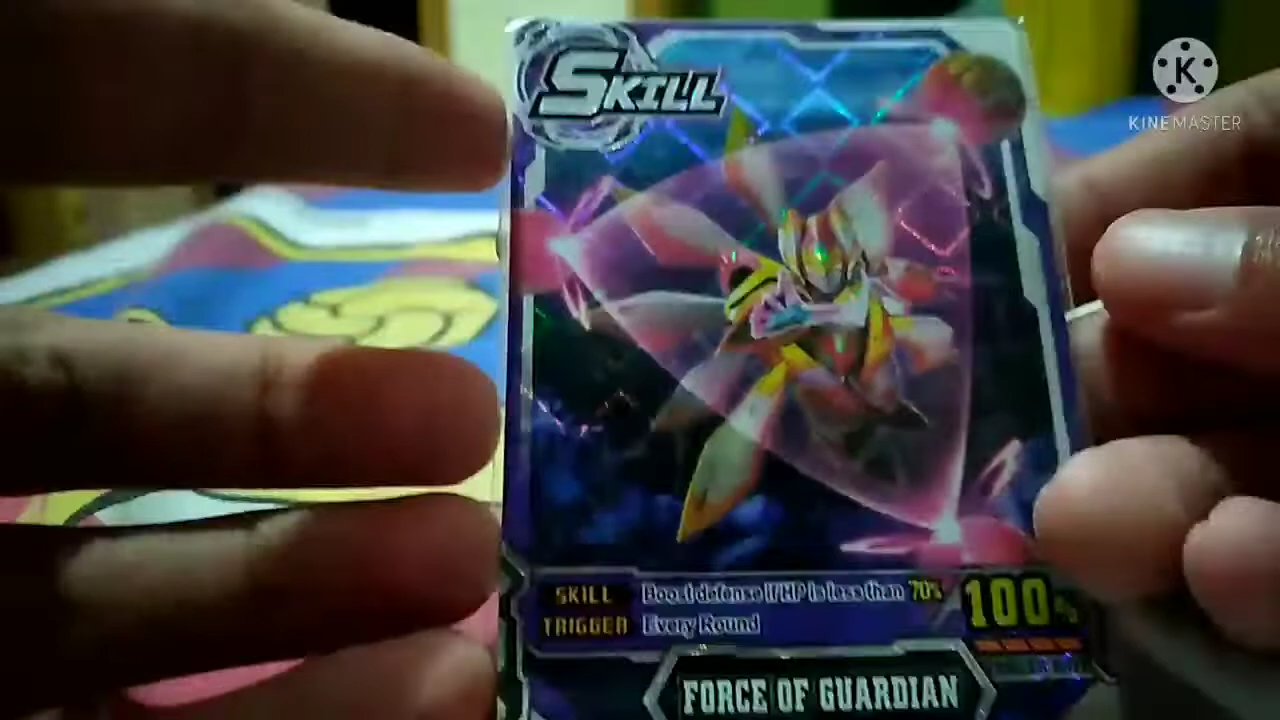 SKILL
KINEMASTER
SKILL Boost defense if HP is less than 70%
TRIGGER Every Round
100%
FORCE OF GUARDIAN